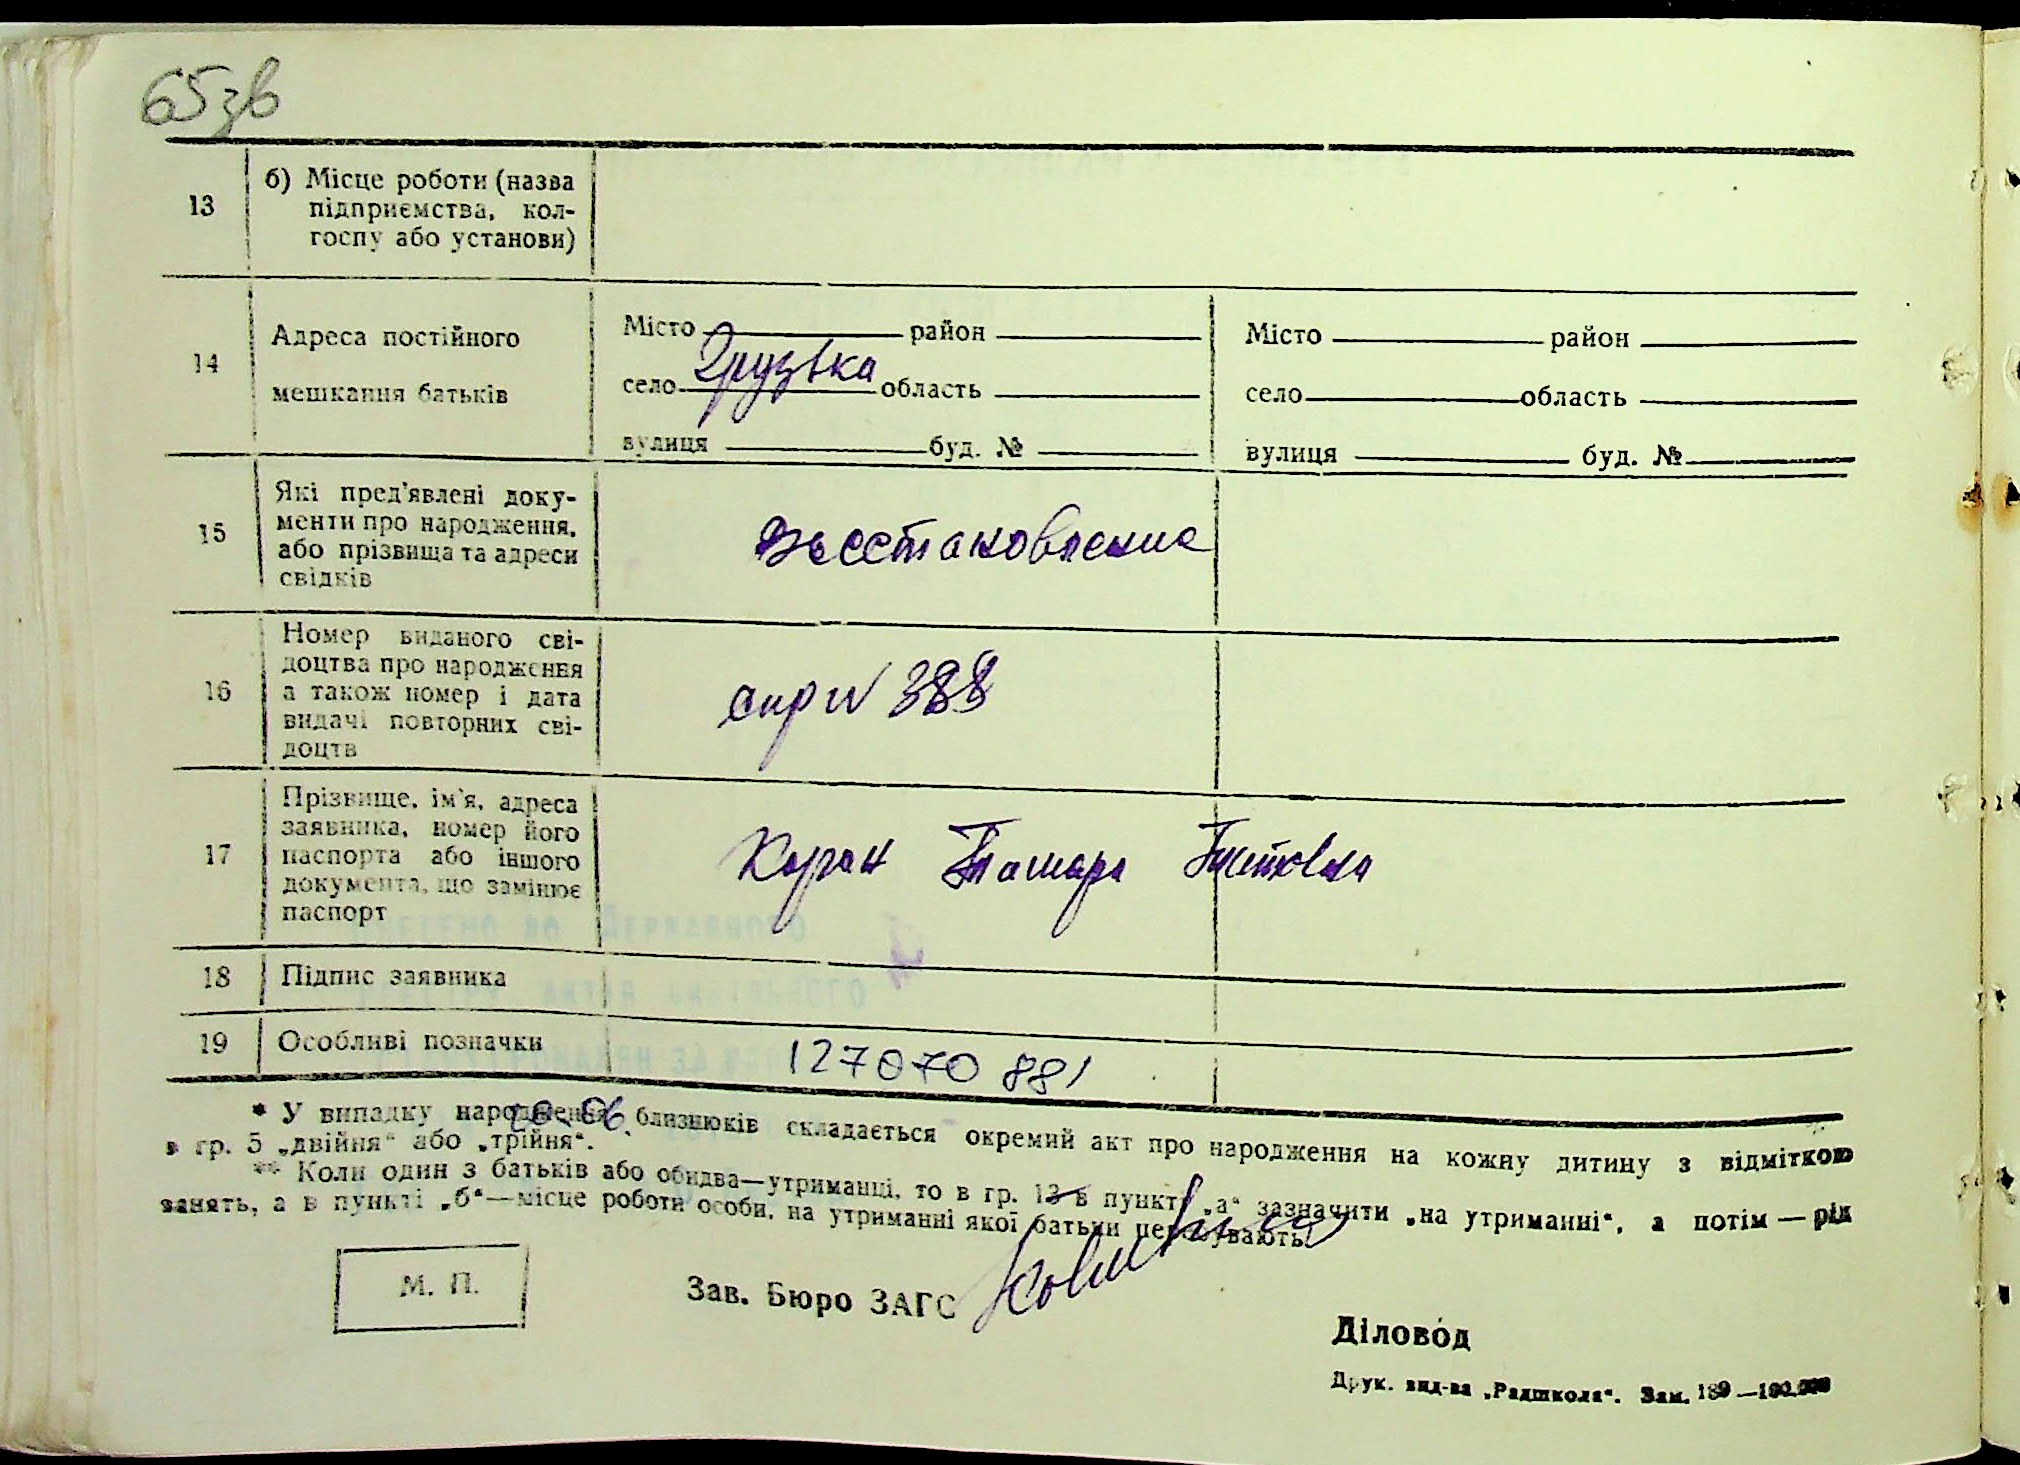 65зв
13
б) Місце роботи (назва
підприємства, кол-
госпу або установи)
14
Адреса постійного
мешкання батьків
Місто район
село Грузька область
вулиця буд. №
Місто район
село область
вулиця буд. №
15
Які пред'явлені доку-
менти про народження,
або прізвища та адреси
свідків
16
Номер виданого сві-
доцтва про народження
а також номер і дата
видачі повторних сві-
доцтв
388
17
Прізвище, ім'я, адреса
заявника, номер його
паспорта або іншого
документа, що замінює
паспорт
Тамара
18
Підпис заявника
19
Особливі позначки
127070 881
* У випадку народження близнюків складається окремий акт про народження на кожну дитину з відміткою
в гр. 5 „двійня“ або „трійня“.
** Коли один з батьків або обидва—утриманці, то в гр. 13 в пункті „а“ зазначити „на утриманні“, а потім — рід
занять, а в пункті „б“—місце роботи особи, на утриманні якої батьки перебувають.
М. П.
Зав. Бюро ЗАГС
Діловод
Друк. вид-ва „Радшкола“. Зам. 189